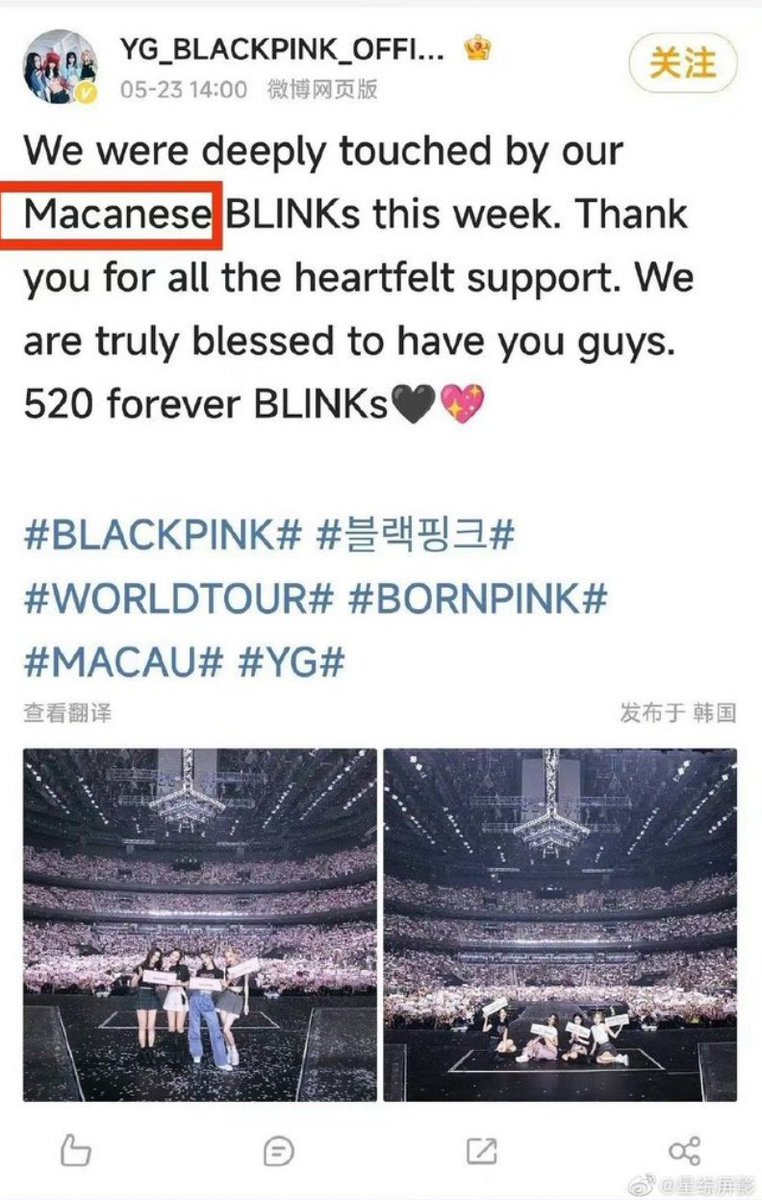 YG_BLACKPINK_OFFI...
关注
05-23 14:00 微博网页版
We were deeply touched by our
Macanese BLINKs this week. Thank
you for all the heartfelt support. We
are truly blessed to have you guys.
520 forever BLINKs🖤💖
#BLACKPINK# #블랙핑크#
#WORLDTOUR# #BORNPINK#
#MACAU# #YG#
查看翻译 发布于 韩国
@星综屏影